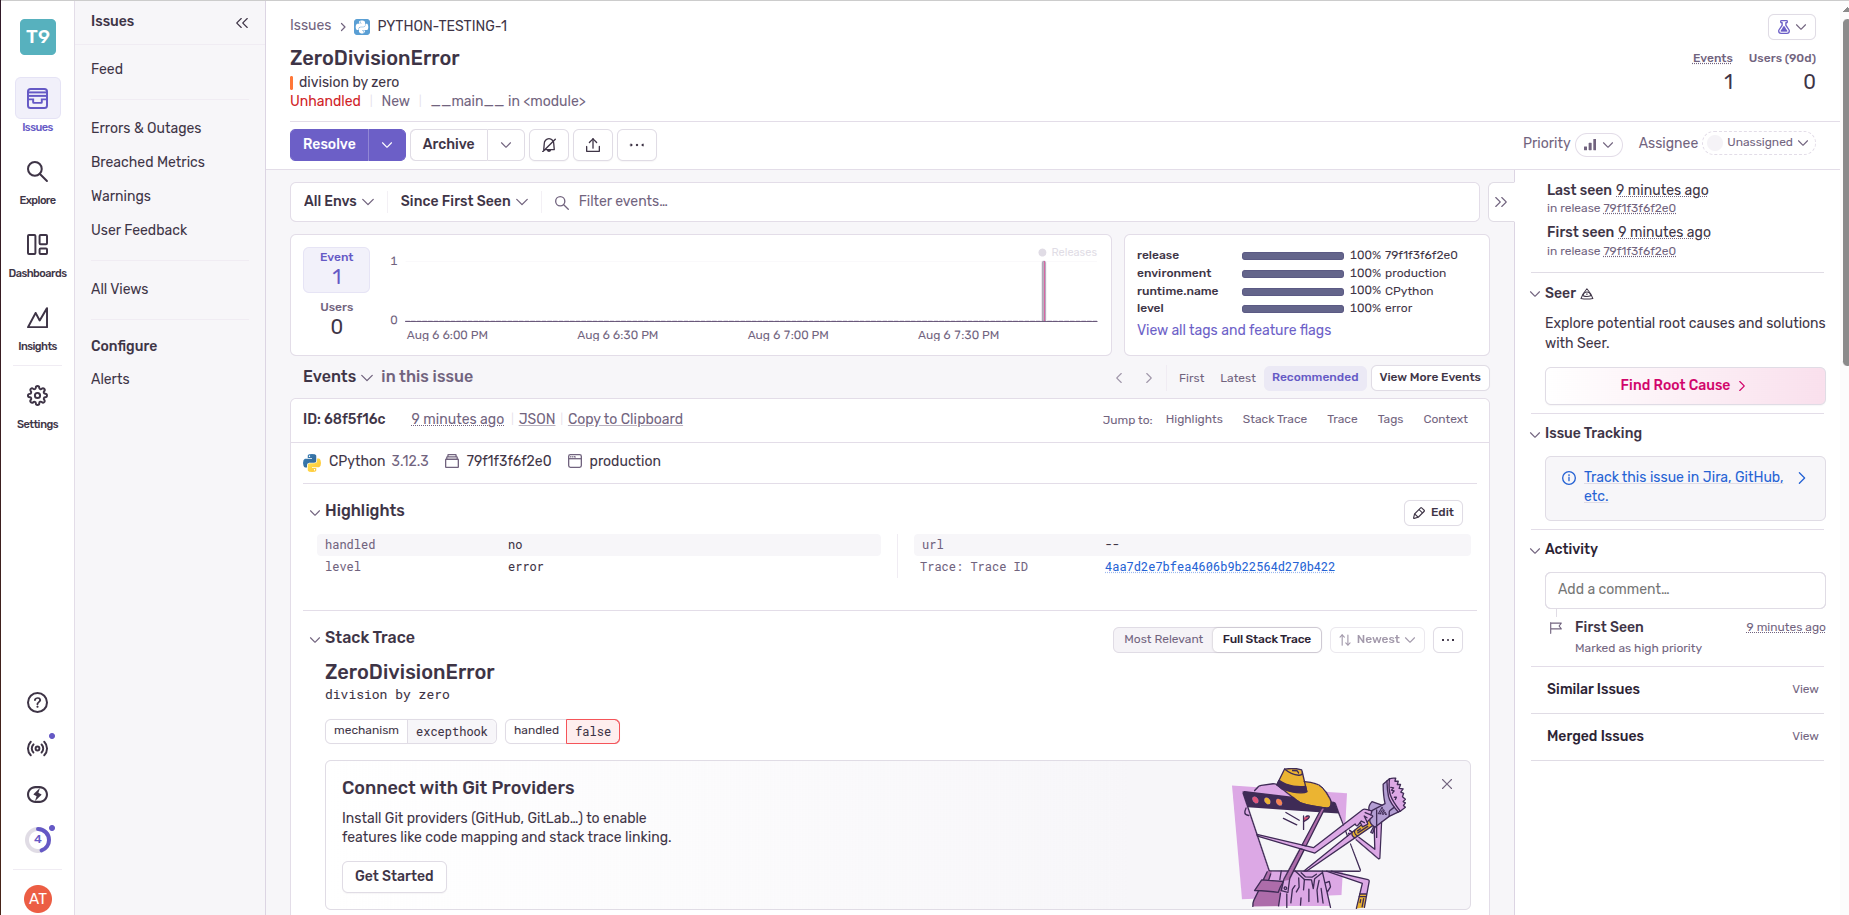 T9
Issues
Explore
Dashboards
Insights
Settings
4
AT
Issues
Feed
Errors & Outages
Breached Metrics
Warnings
User Feedback
All Views
Configure
Alerts
Issues > PYTHON-TESTING-1
ZeroDivisionError
division by zero
Unhandled | New | __main__ in <module>
Events Users (90d)
1 0
Resolve Archive
Priority Assignee Unassigned
All Envs Since First Seen Filter events...
Event
1
Users
0
Releases
1
0
Aug 6 6:00 PM Aug 6 6:30 PM Aug 6 7:00 PM Aug 6 7:30 PM
release 100% 79f1f3f6f2e0
environment 100% production
runtime.name 100% CPython
level 100% error
View all tags and feature flags
Events in this issue
First Latest Recommended View More Events
ID: 68f5f16c 9 minutes ago | JSON | Copy to Clipboard
Jump to: Highlights Stack Trace Trace Tags Context
CPython 3.12.3 79f1f3f6f2e0 production
Highlights
Edit
handled no
level error
url --
Trace: Trace ID 4aa7d2e7bfea4606b9b22564d270b422
Stack Trace
Most Relevant Full Stack Trace Newest
ZeroDivisionError
division by zero
mechanism excepthook handled false
Connect with Git Providers
Install Git providers (GitHub, GitLab...) to enable
features like code mapping and stack trace linking.
Get Started
Last seen 9 minutes ago
in release 79f1f3f6f2e0
First seen 9 minutes ago
in release 79f1f3f6f2e0
Seer
Explore potential root causes and solutions
with Seer.
Find Root Cause >
Issue Tracking
Track this issue in Jira, GitHub,
etc.
Activity
Add a comment...
First Seen 9 minutes ago
Marked as high priority
Similar Issues View
Merged Issues View